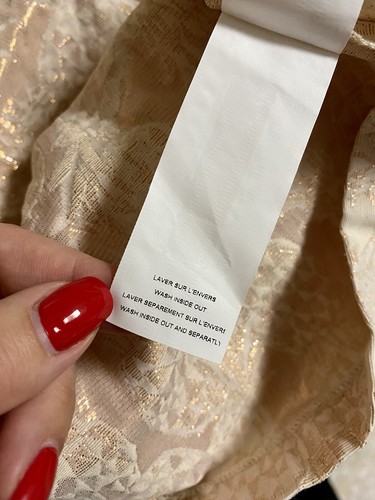 LAVER SUR L'ENVERS
WASH INSIDE OUT
LAVER SEPAREMENT SUR L'ENVERS
WASH INSIDE OUT AND SEPARATLY